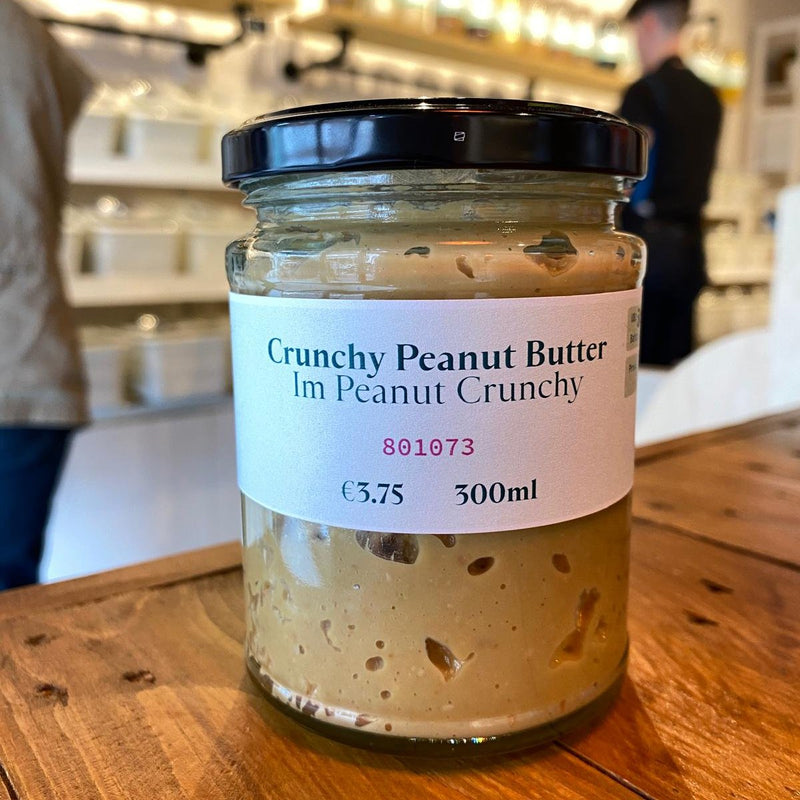 Crunchy Peanut Butter
Im Peanut Crunchy
801073
€3.75 300ml